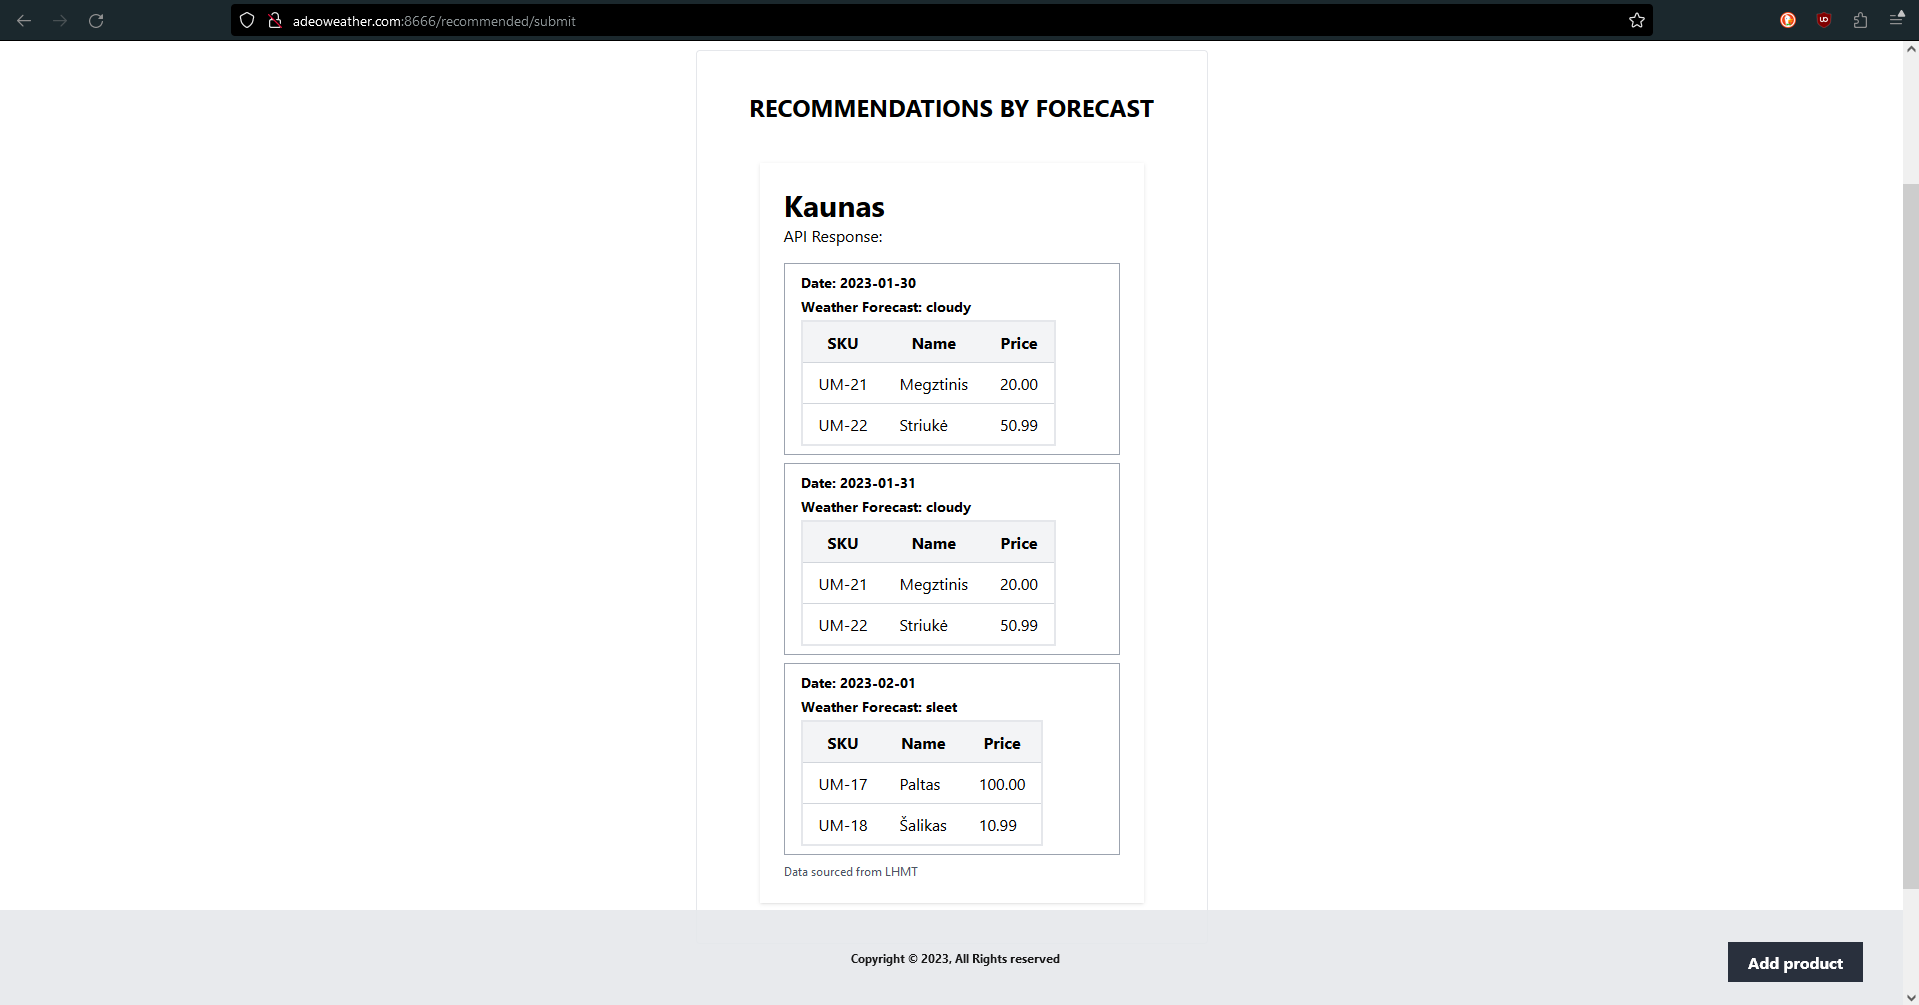 adeoweather.com:8666/recommended/submit
RECOMMENDATIONS BY FORECAST
Kaunas
API Response:
Date: 2023-01-30
Weather Forecast: cloudy
SKU Name Price
UM-21 Megztinis 20.00
UM-22 Striukė 50.99
Date: 2023-01-31
Weather Forecast: cloudy
SKU Name Price
UM-21 Megztinis 20.00
UM-22 Striukė 50.99
Date: 2023-02-01
Weather Forecast: sleet
SKU Name Price
UM-17 Paltas 100.00
UM-18 Šalikas 10.99
Data sourced from LHMT
Copyright © 2023, All Rights reserved
Add product